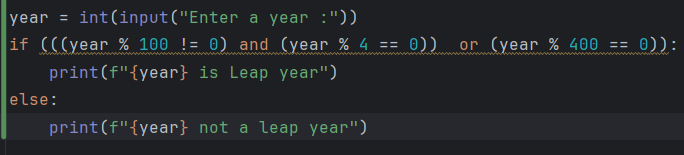 year = int(input("Enter a year :"))
if (((year % 100 != 0) and (year % 4 == 0))  or (year % 400 == 0)):
    print(f"{year} is Leap year")
else:
    print(f"{year} not a leap year")